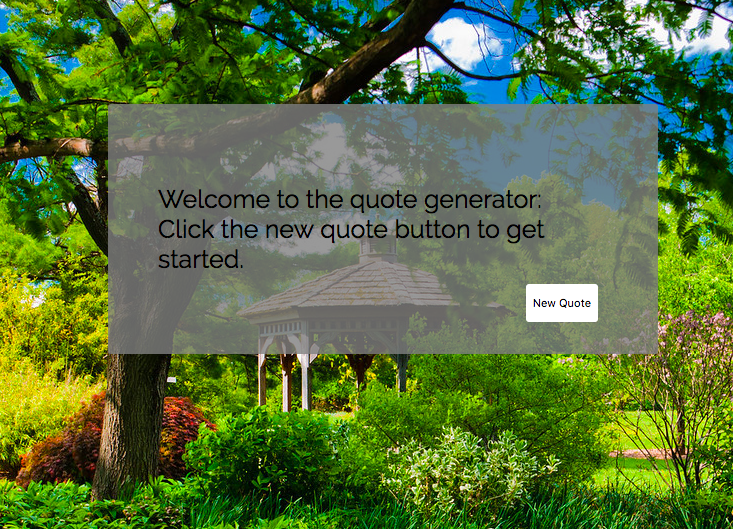 Welcome to the quote generator:
Click the new quote button to get
started.
New Quote